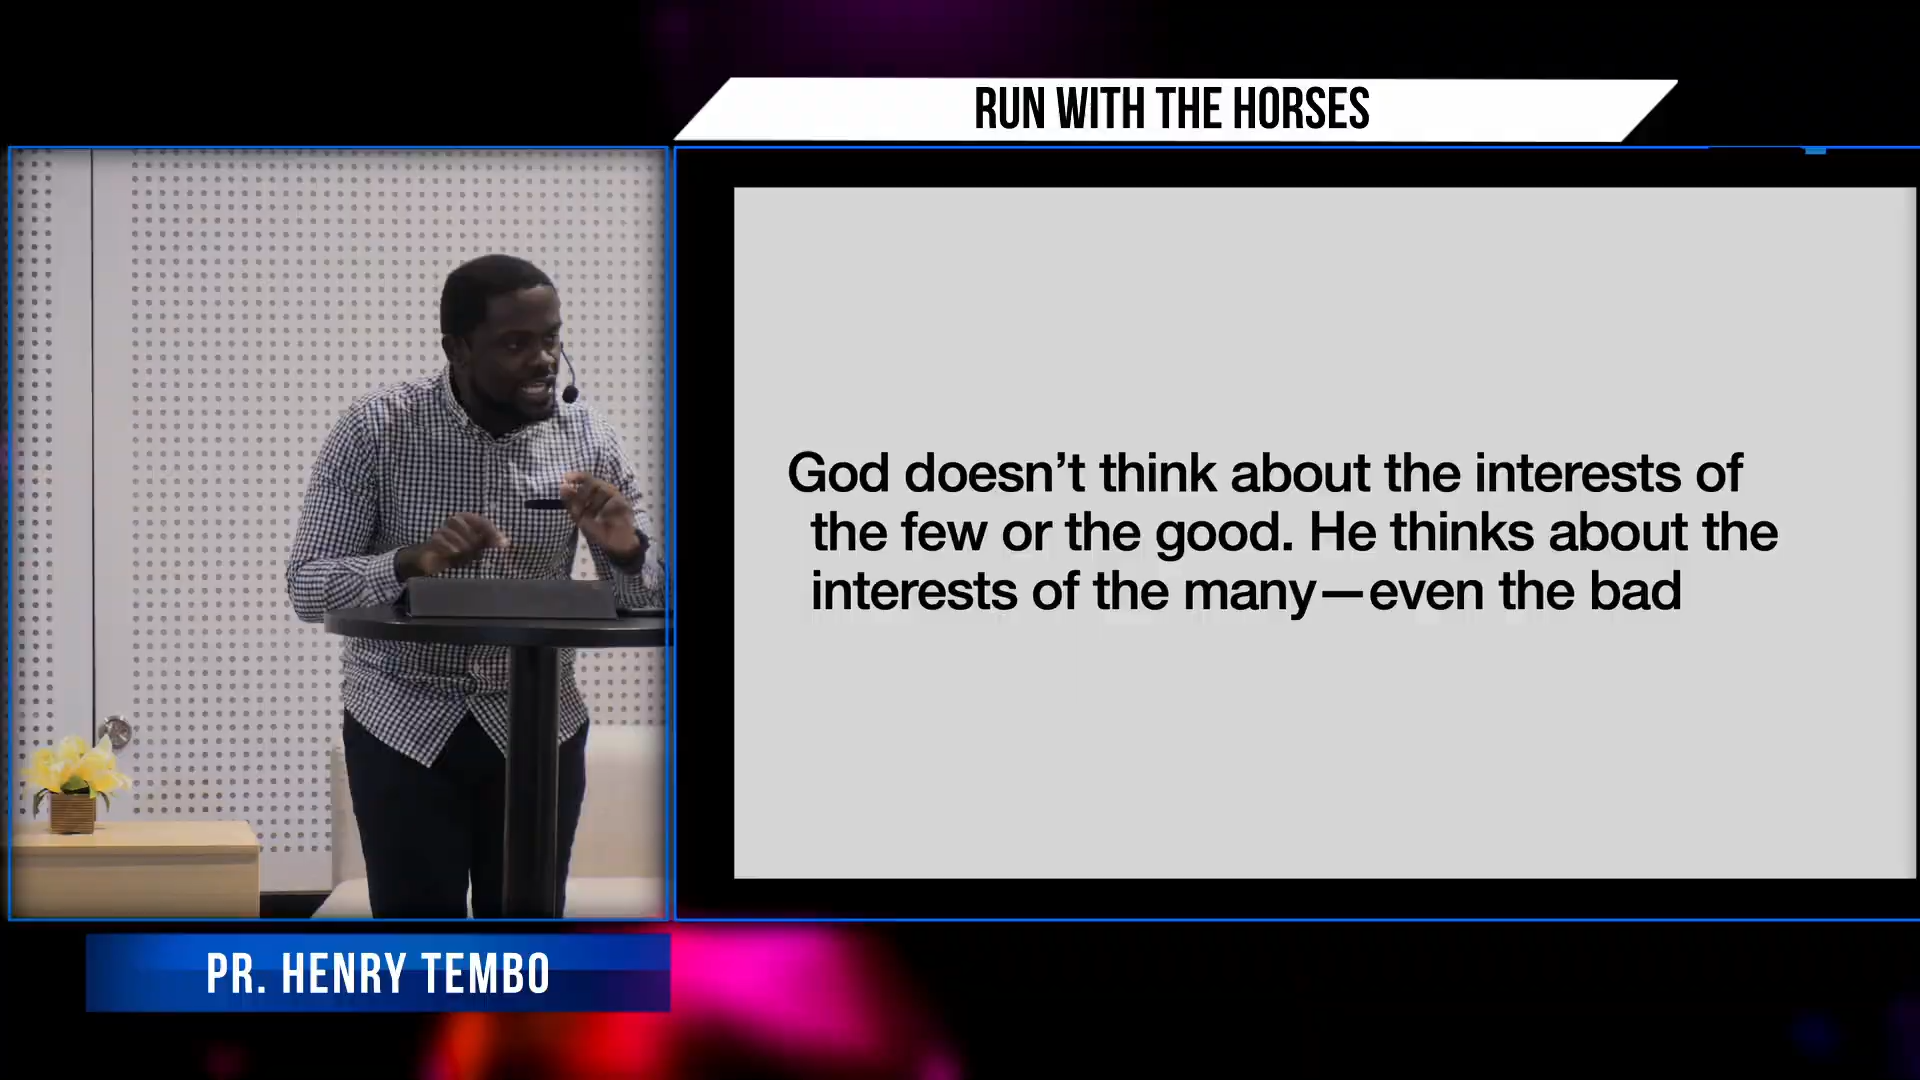 RUN WITH THE HORSES
God doesn’t think about the interests of
the few or the good. He thinks about the
interests of the many—even the bad
PR. HENRY TEMBO